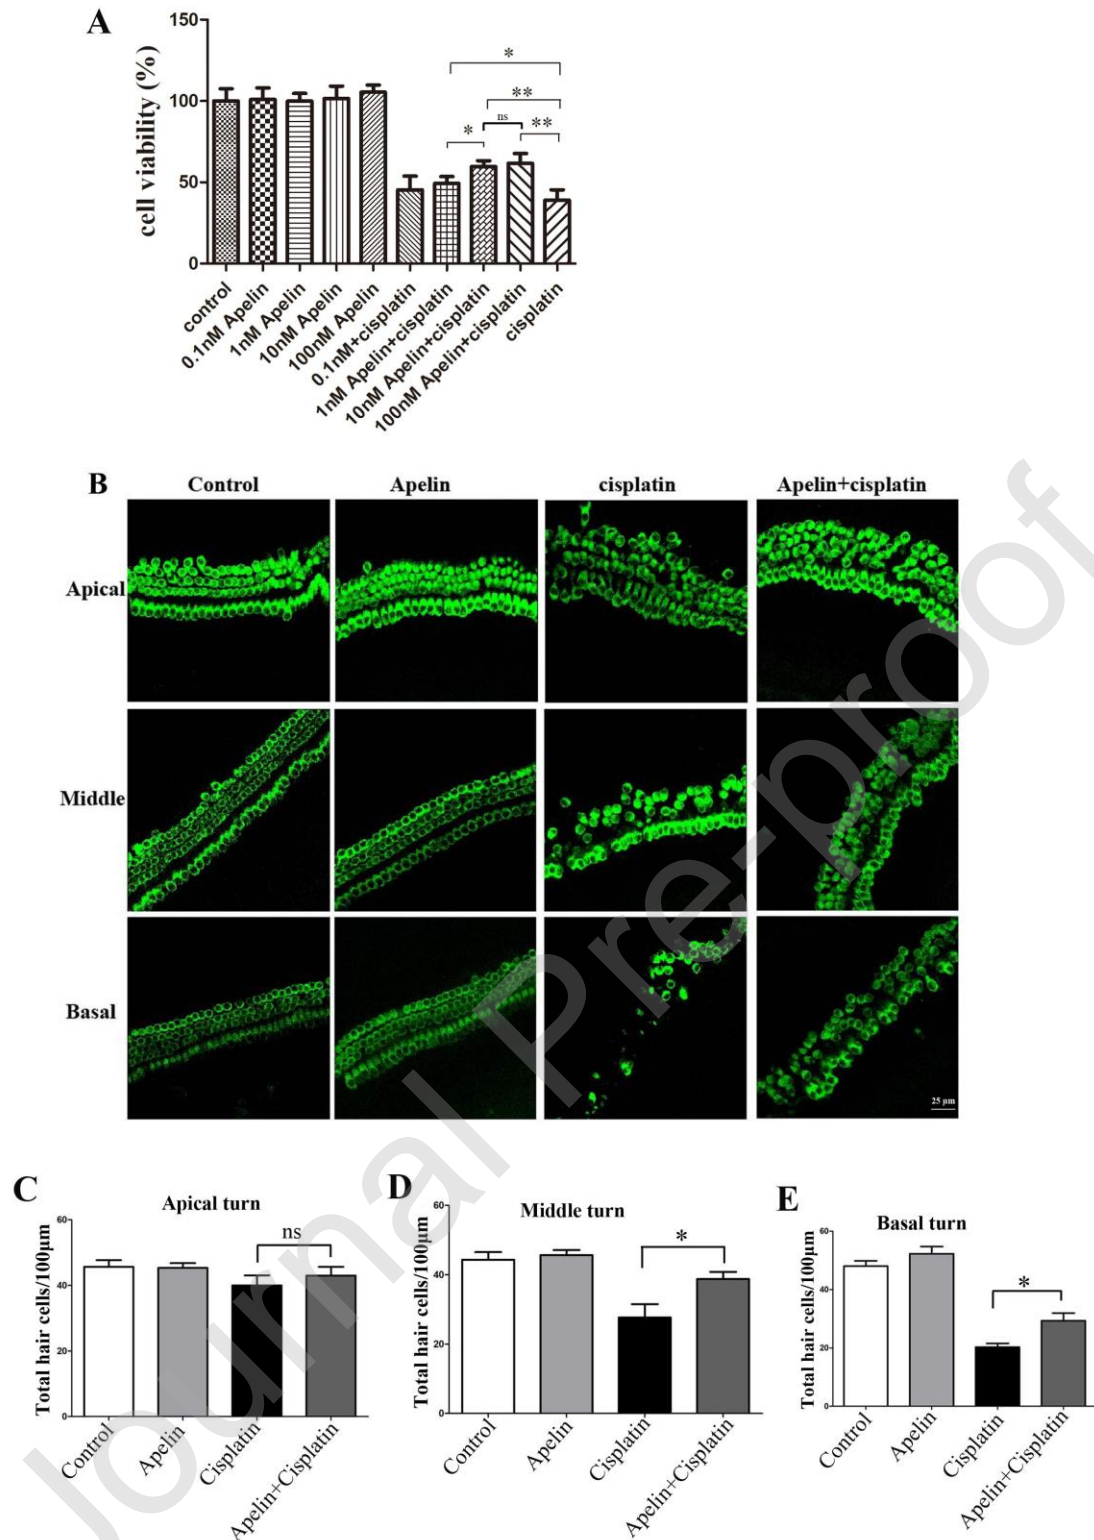 A
cell viability (%)
150
100
50
0
*
**
ns
*
**
control
0.1nM Apelin
1nM Apelin
10nM Apelin
100nM Apelin
0.1nM+cisplatin
1nM Apelin+cisplatin
10nM Apelin+cisplatin
100nM Apelin+cisplatin
cisplatin
B
Control
Apelin
cisplatin
Apelin+cisplatin
Apical
Middle
Basal
25 μm
Journal Pre-proof
C
Apical turn
Total hair cells/100μm
60
40
20
0
ns
Control
Apelin
Cisplatin
Apelin+Cisplatin
D
Middle turn
Total hair cells/100μm
60
40
20
0
*
Control
Apelin
Cisplatin
Apelin+Cisplatin
E
Basal turn
Total hair cells/100μm
60
40
20
0
*
Control
Apelin
Cisplatin
Apelin+Cisplatin